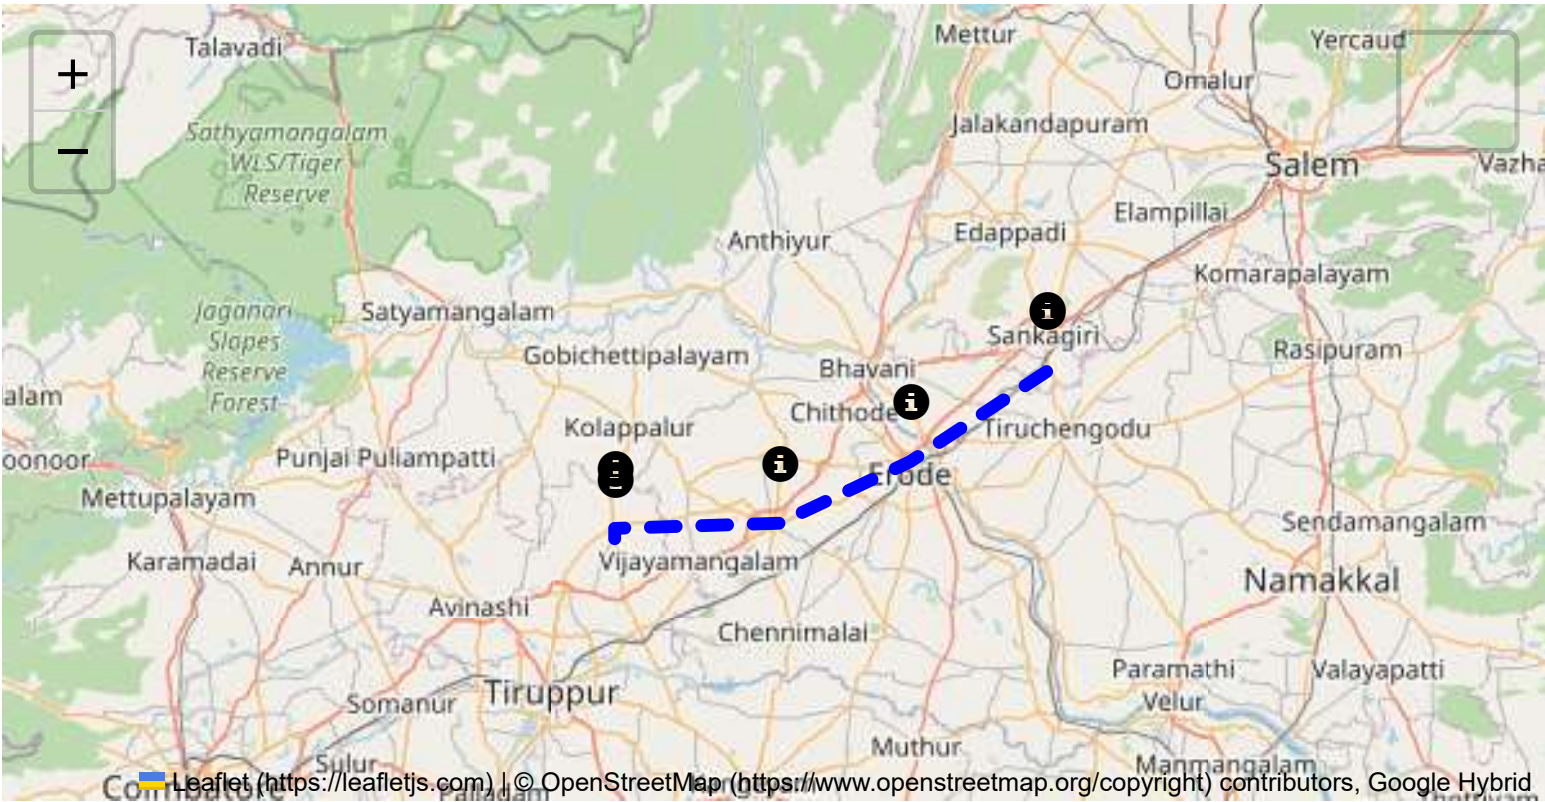 Mettur
Yercaud
Talavadi
Omalur
+
Jalakandapuram
Sathyamangalam
WLS/Tiger
Reserve
−
Salem
Vazha
Elampillai
Edappadi
Anthiyur
Komarapalayam
Jaganari
Slapes
Reserve
Forest
Satyamangalam
i
Sankagiri
Gobichettipalayam
Rasipuram
Bhavani
alam
i
Chithode
Kolappalur
Tiruchengodu
oonoor
Punjai Puliampatti
i
Erode
Mettupalayam
Sendamangalam
Karamadai
Annur
Vijayamangalam
Namakkal
Avinashi
Chennimalai
Paramathi
Velur
Valayapatti
Tiruppur
Somanur
Muthur
Sulur
Manmangalam
Coimbatore
Palladam
Leaflet (https://leafletjs.com) | © OpenStreetMap (https://www.openstreetmap.org/copyright) contributors, Google Hybrid